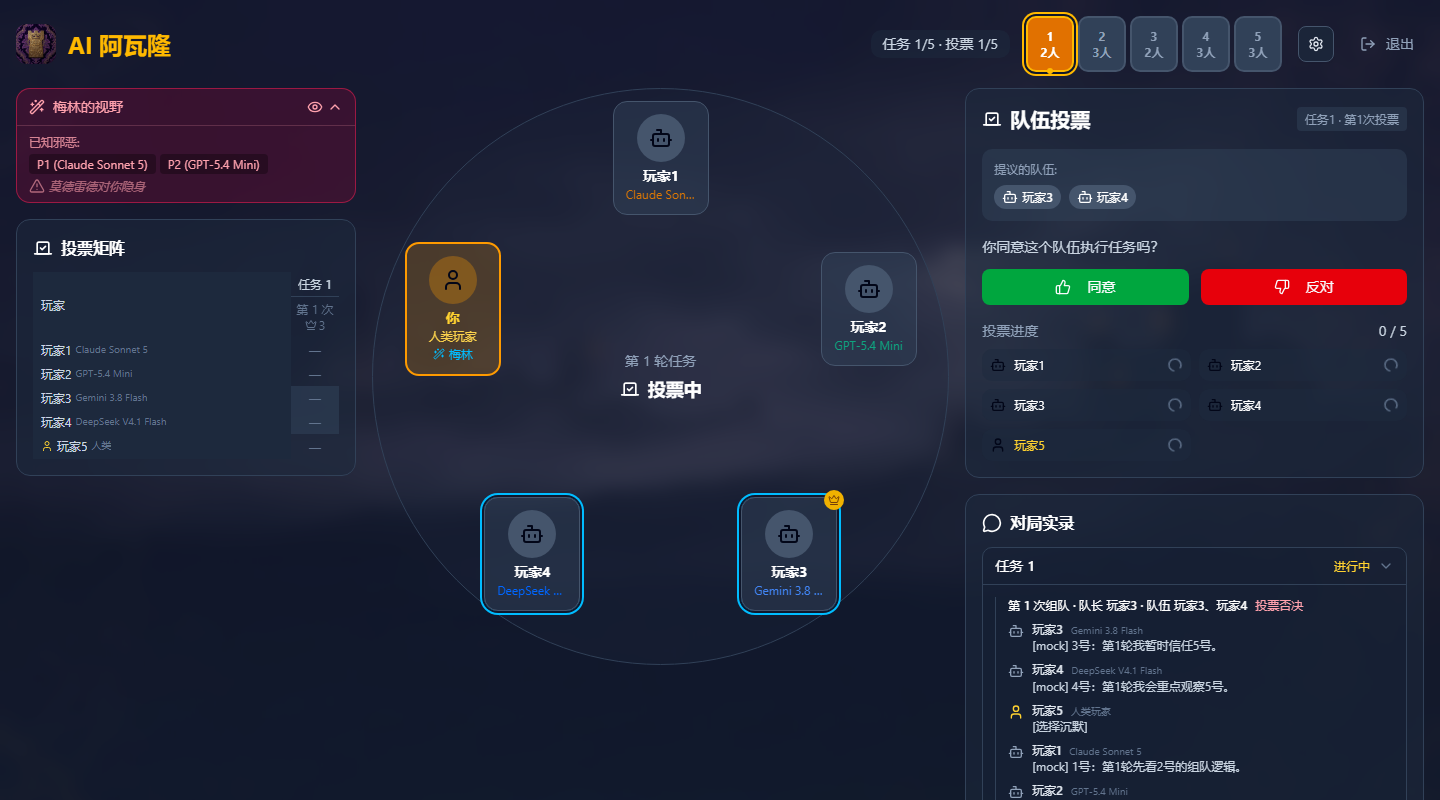 AI 阿瓦隆
任务 1/5 · 投票 1/5
1
2人
2
3人
3
2人
4
3人
5
3人
退出
梅林的视野
已知邪恶:
P1 (Claude Sonnet 5)
P2 (GPT-5.4 Mini)
莫德雷德对你隐身
投票矩阵
玩家
任务 1
第 1 次
3
玩家1 Claude Sonnet 5 —
玩家2 GPT-5.4 Mini —
玩家3 Gemini 3.8 Flash —
玩家4 DeepSeek V4.1 Flash —
玩家5 人类 —
玩家1
Claude Son...
你
人类玩家
梅林
玩家2
GPT-5.4 Mini
第 1 轮任务
投票中
玩家4
DeepSeek ...
玩家3
Gemini 3.8 ...
队伍投票
任务1 · 第1次投票
提议的队伍:
玩家3 玩家4
你同意这个队伍执行任务吗?
同意
反对
投票进度
0 / 5
玩家1
玩家2
玩家3
玩家4
玩家5
对局实录
任务 1
进行中
第 1 次组队 · 队长 玩家3 · 队伍 玩家3、玩家4 投票否决
玩家3 Gemini 3.8 Flash
[mock] 3号：第1轮我暂时信任5号。
玩家4 DeepSeek V4.1 Flash
[mock] 4号：第1轮我会重点观察5号。
玩家5 人类玩家
[选择沉默]
玩家1 Claude Sonnet 5
[mock] 1号：第1轮先看2号的组队逻辑。
玩家2 GPT-5.4 Mini